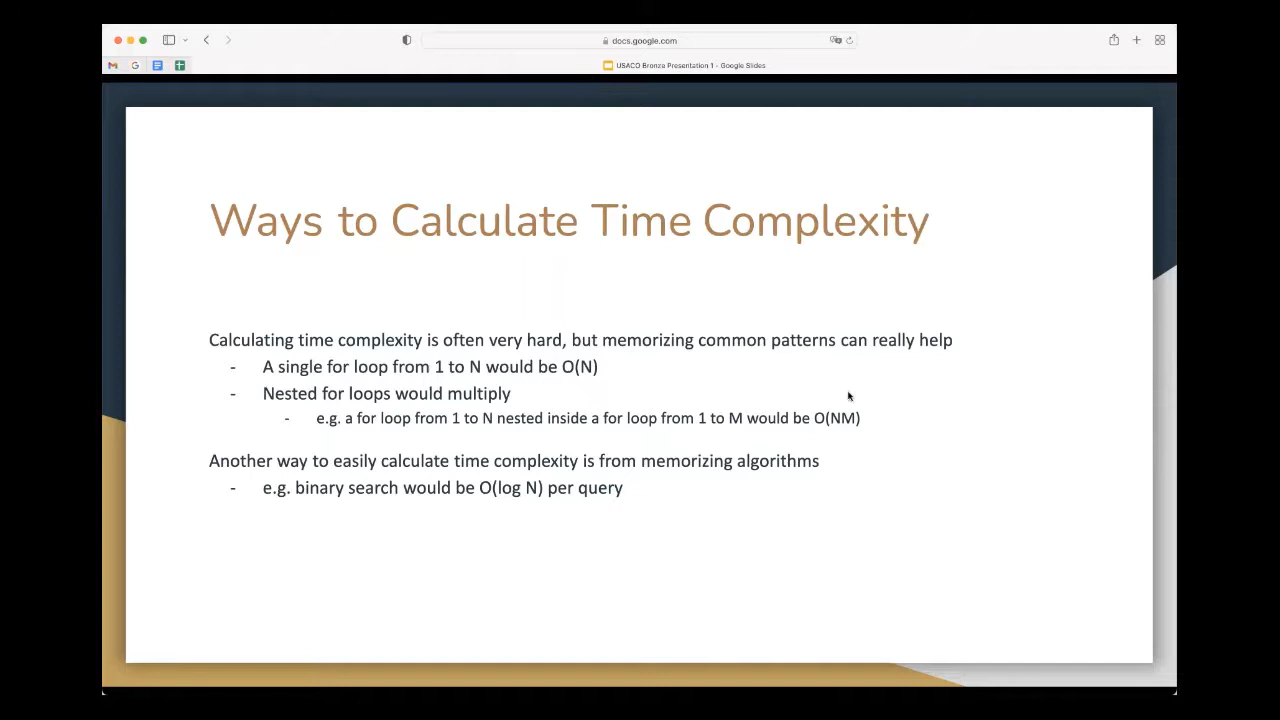 docs.google.com
USACO Bronze Presentation 1 - Google Slides
Ways to Calculate Time Complexity
Calculating time complexity is often very hard, but memorizing common patterns can really help
- A single for loop from 1 to N would be O(N)
- Nested for loops would multiply
- e.g. a for loop from 1 to N nested inside a for loop from 1 to M would be O(NM)
Another way to easily calculate time complexity is from memorizing algorithms
- e.g. binary search would be O(log N) per query